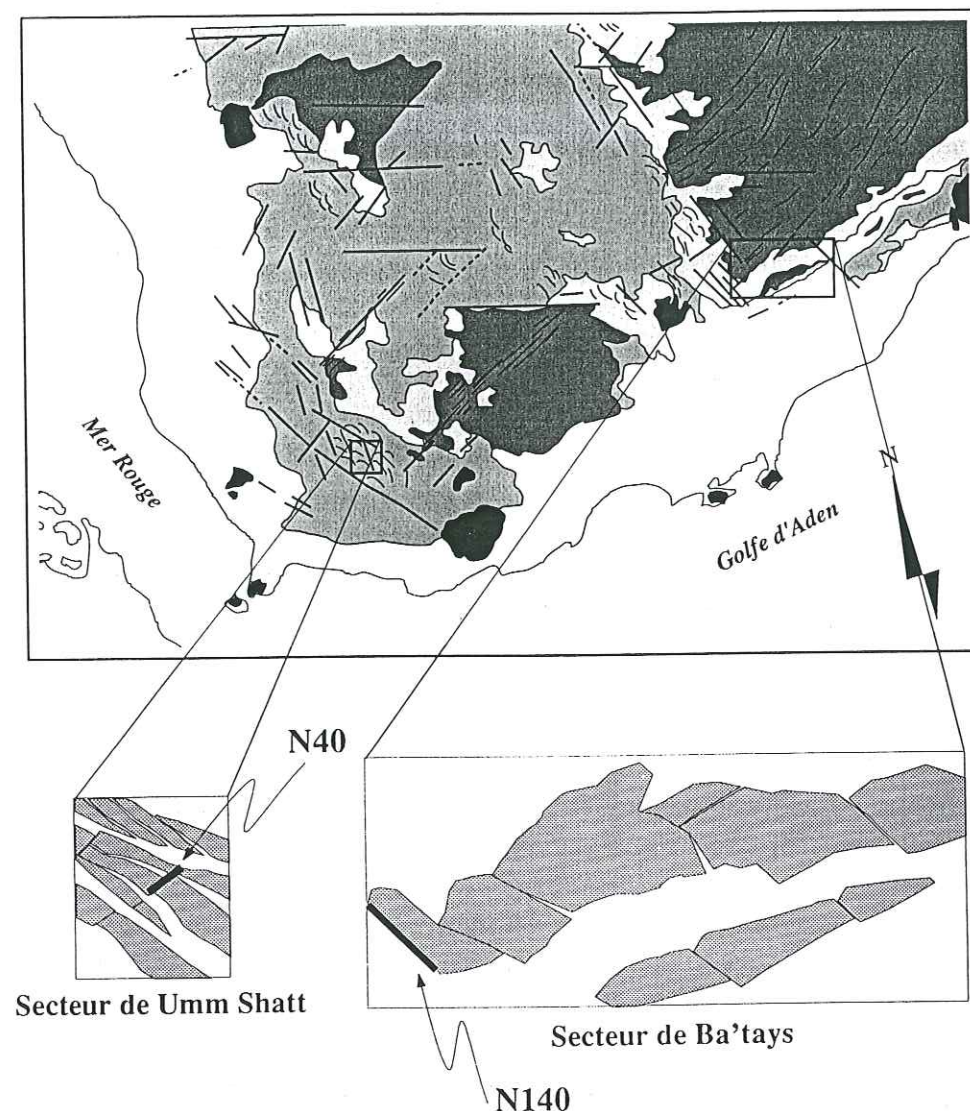 Mer Rouge
N
Golfe d'Aden
N40
Secteur de Umm Shatt
Secteur de Ba'tays
N140